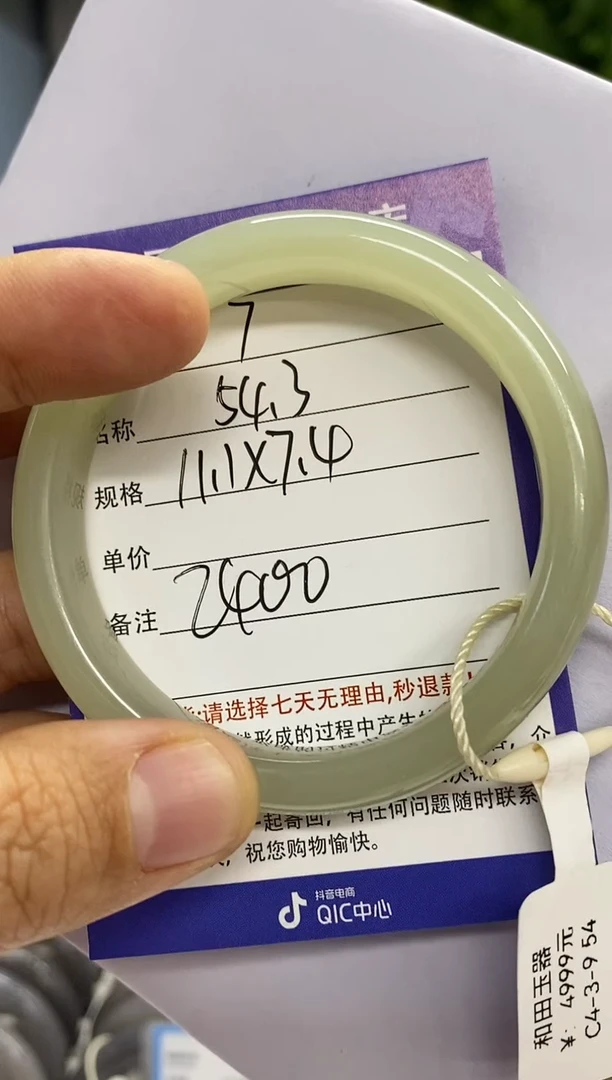 7
名称 54.3
规格 11.1X7.4
单价
备注 2400
请选择七天无理由,秒退款!
形成的过程中产生
一起寄回，有任何问题随时联系
祝您购物愉快。
抖音电商
QIC中心
和田玉器
¥: 4999元
C4-3-9 54